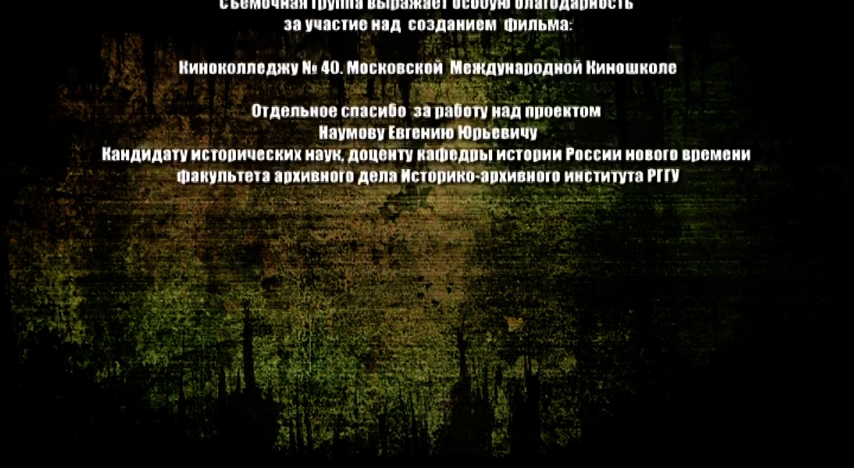 Съёмочная группа выражает особую благодарность
за участие над созданием фильма:
Киноколледжу № 40. Московской Международной Киношколе
Отдельное спасибо за работу над проектом
Наумову Евгению Юрьевичу
Кандидату исторических наук, доценту кафедры истории России нового времени
факультета архивного дела Историко-архивного института РГГУ